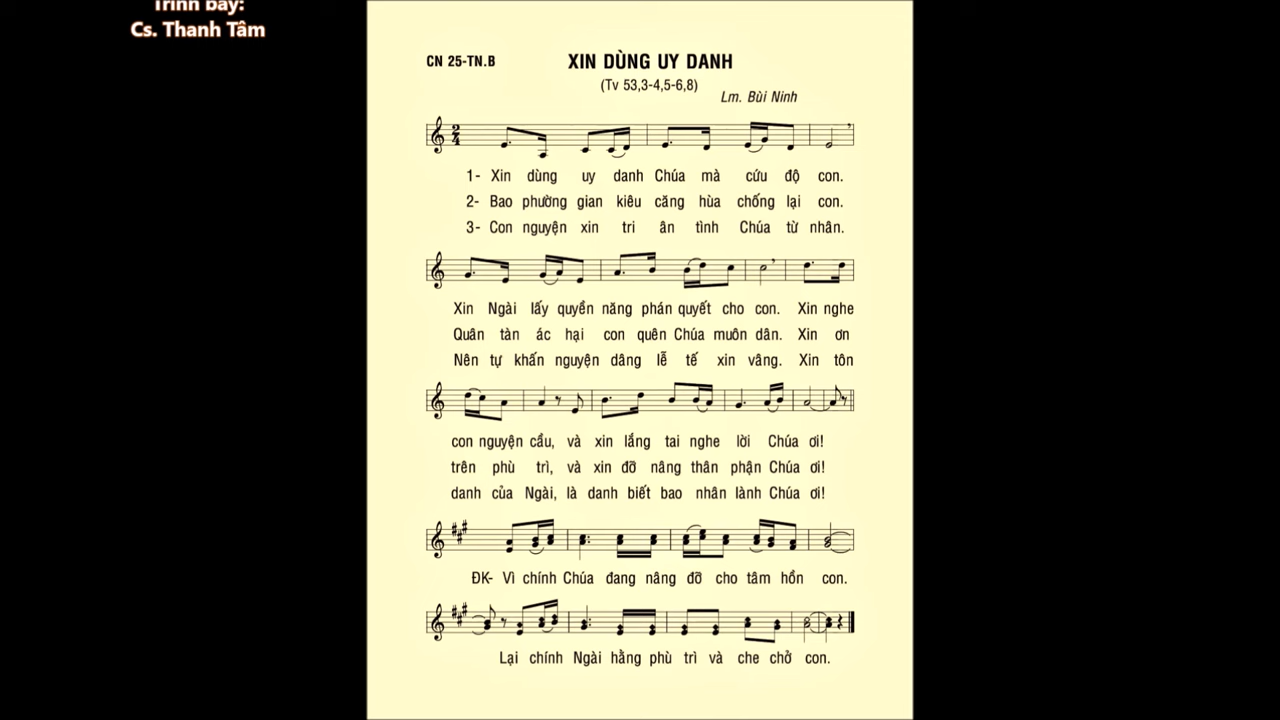 Trình bày:
Cs. Thanh Tâm
CN 25-TN.B
XIN DÙNG UY DANH
(Tv 53,3-4,5-6,8)
Lm. Bùi Ninh
2
4
1- Xin dùng uy danh Chúa mà cứu độ con.
2- Bao phường gian kiêu căng hùa chống lại con.
3- Con nguyện xin tri ân tình Chúa từ nhân.
Xin Ngài lấy quyền năng phán quyết cho con. Xin nghe
Quân tàn ác hại con quên Chúa muôn dân. Xin ơn
Nên tự khấn nguyện dâng lễ tế xin vâng. Xin tôn
con nguyện cầu, và xin lắng tai nghe lời Chúa ơi!
trên phù trì, và xin đỡ nâng thân phận Chúa ơi!
danh của Ngài, là danh biết bao nhân lành Chúa ơi!
ĐK- Vì chính Chúa đang nâng đỡ cho tâm hồn con.
Lại chính Ngài hằng phù trì và che chở con.